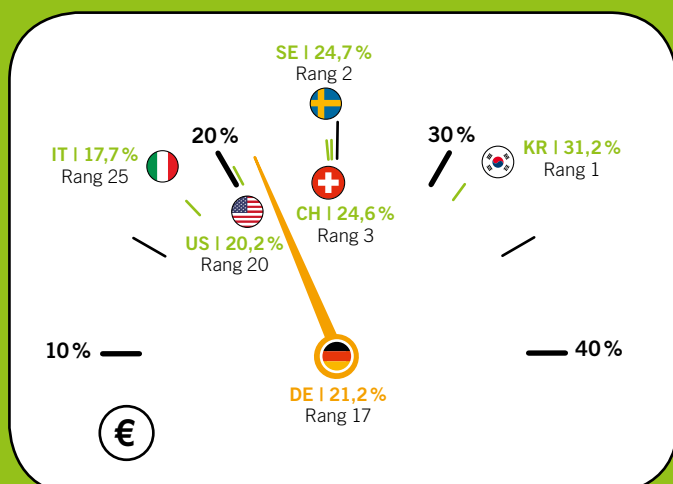 SE | 24,7 %
Rang 2
20 %
30 %
IT | 17,7 %
Rang 25
KR | 31,2 %
Rang 1
CH | 24,6 %
Rang 3
US | 20,2 %
Rang 20
10 %
40 %
DE | 21,2 %
Rang 17
€